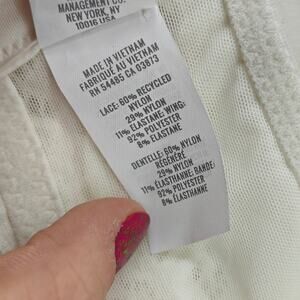 MANAGEMENT CO.
NEW YORK, NY
10016 USA
MADE IN VIETNAM
FABRIQUÉ AU VIETNAM
RN 54485 CA 03873
LACE: 60% RECYCLED
NYLON
29% NYLON
11% ELASTANE; WING:
92% POLYESTER
8% ELASTANE
DENTELLE: 60% NYLON
RÉGÉNÉRÉ
29% NYLON
11% ÉLASTHANNE; BANDE:
92% POLYESTER
8% ÉLASTHANNE